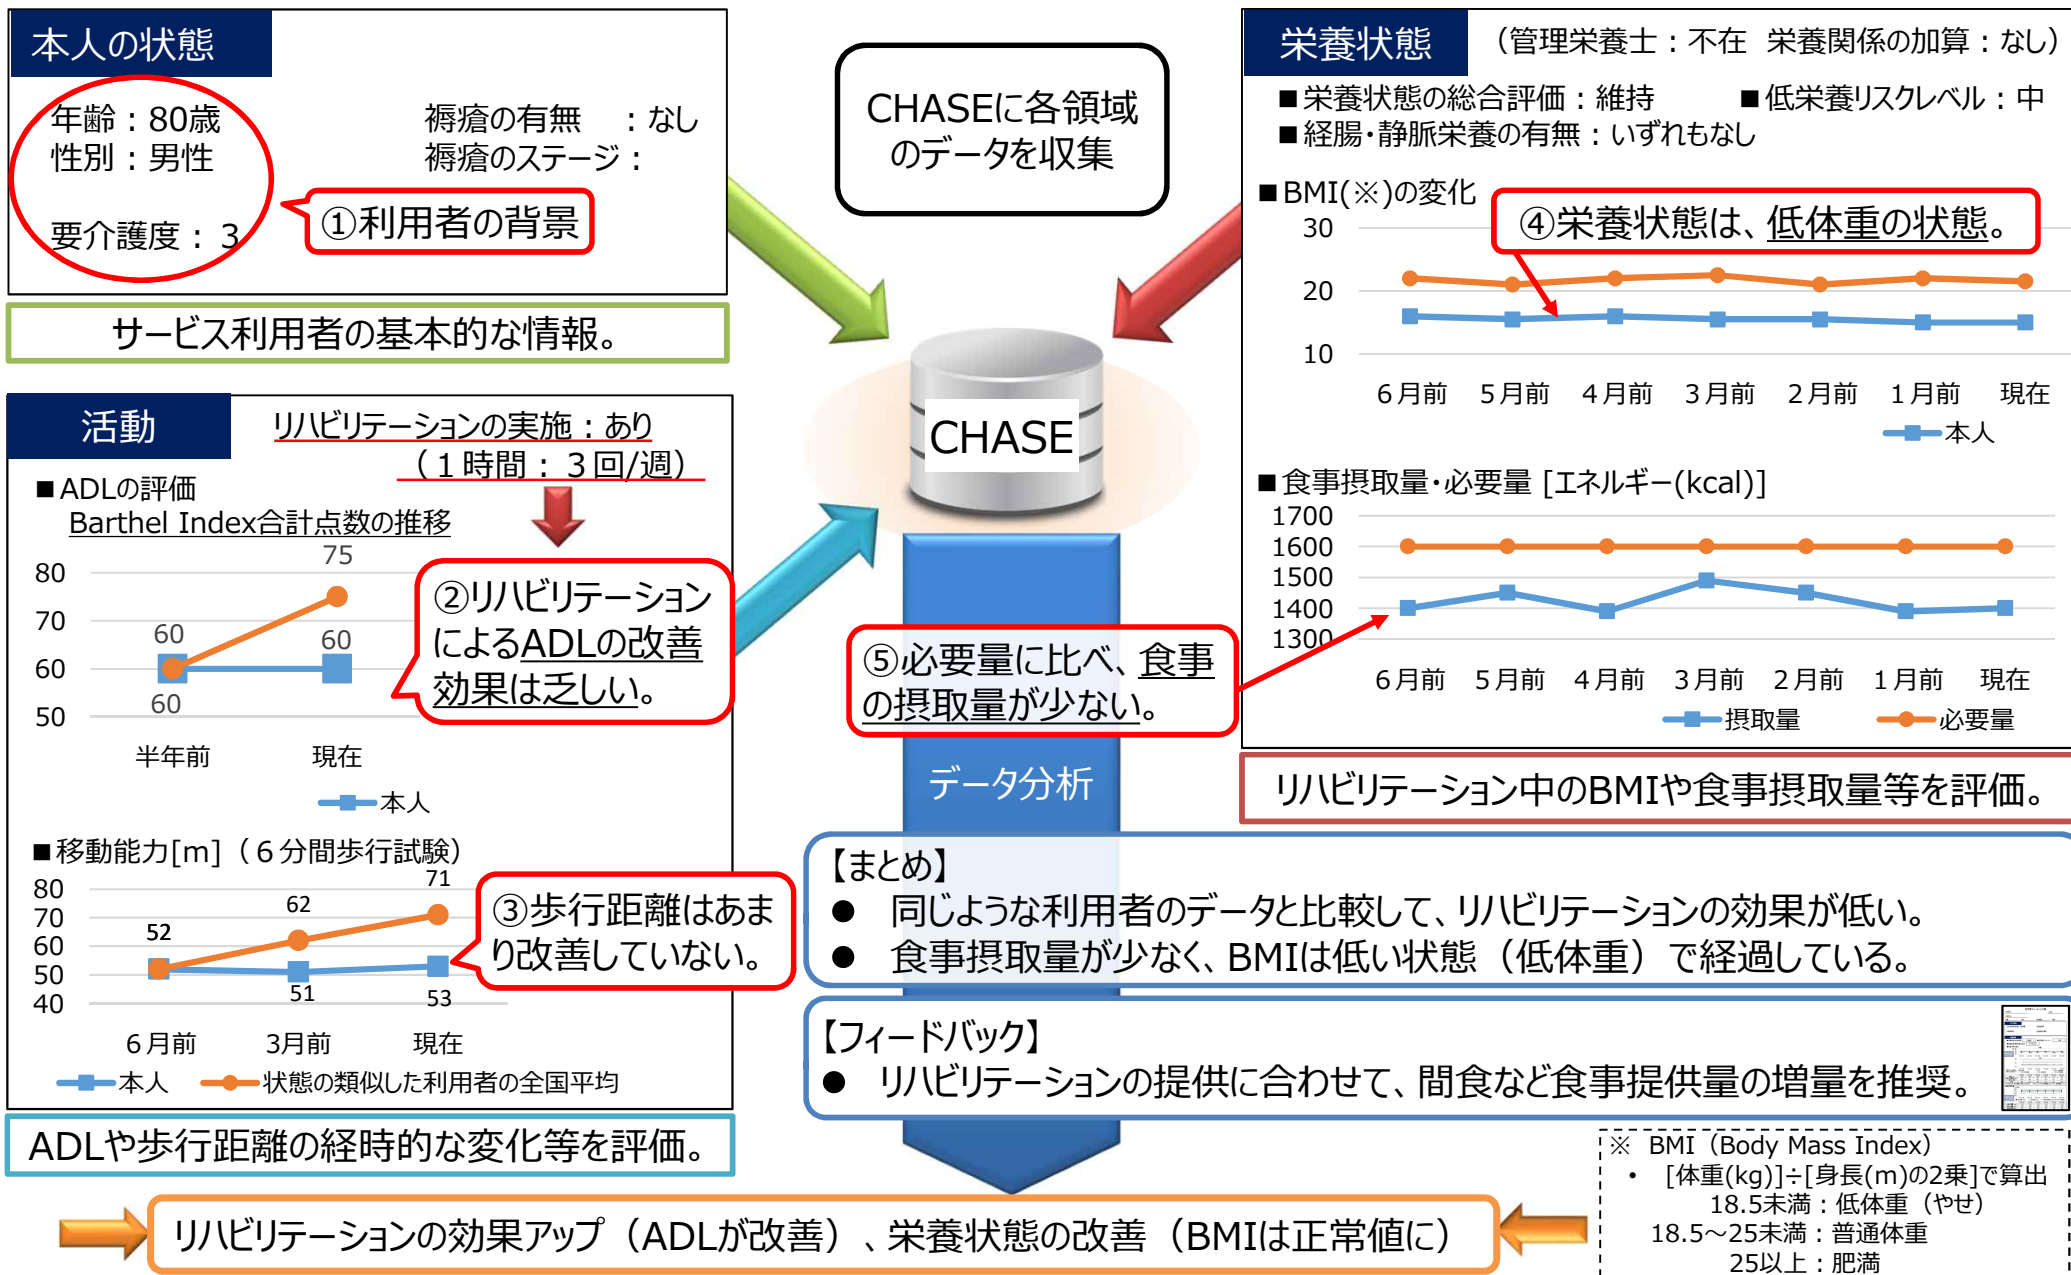 本人の状態
年齢：80歳
性別：男性
要介護度：3
褥瘡の有無　：なし
褥瘡のステージ：
①利用者の背景
サービス利用者の基本的な情報。
CHASEに各領域
のデータを収集
CHASE
栄養状態
（管理栄養士：不在 栄養関係の加算：なし）
■栄養状態の総合評価：維持　■低栄養リスクレベル：中
■経腸・静脈栄養の有無：いずれもなし
■BMI(※)の変化
④栄養状態は、低体重の状態。
30
20
10
６月前　５月前　４月前　３月前　２月前　１月前　現在
本人
■食事摂取量・必要量 [エネルギー(kcal)]
1700
1600
1500
1400
1300
６月前　５月前　４月前　３月前　２月前　１月前　現在
摂取量　必要量
⑤必要量に比べ、食事
の摂取量が少ない。
リハビリテーション中のBMIや食事摂取量等を評価。
活動
リハビリテーションの実施：あり
（１時間：３回/週）
■ADLの評価
Barthel Index合計点数の推移
80
70
60
50
75
60
60
60
半年前　現在
本人
②リハビリテーション
によるADLの改善
効果は乏しい。
■移動能力[m]（６分間歩行試験）
80
70
60
50
40
52
62
71
51
53
６月前　3月前　現在
本人　状態の類似した利用者の全国平均
③歩行距離はあま
り改善していない。
ADLや歩行距離の経時的な変化等を評価。
データ分析
【まとめ】
● 同じような利用者のデータと比較して、リハビリテーションの効果が低い。
● 食事摂取量が少なく、BMIは低い状態（低体重）で経過している。
【フィードバック】
● リハビリテーションの提供に合わせて、間食など食事提供量の増量を推奨。
リハビリテーションの効果アップ（ADLが改善）、栄養状態の改善（BMIは正常値に）
※ BMI（Body Mass Index）
・ [体重(kg)]÷[身長(m)の2乗]で算出
18.5未満：低体重（やせ）
18.5～25未満：普通体重
25以上：肥満